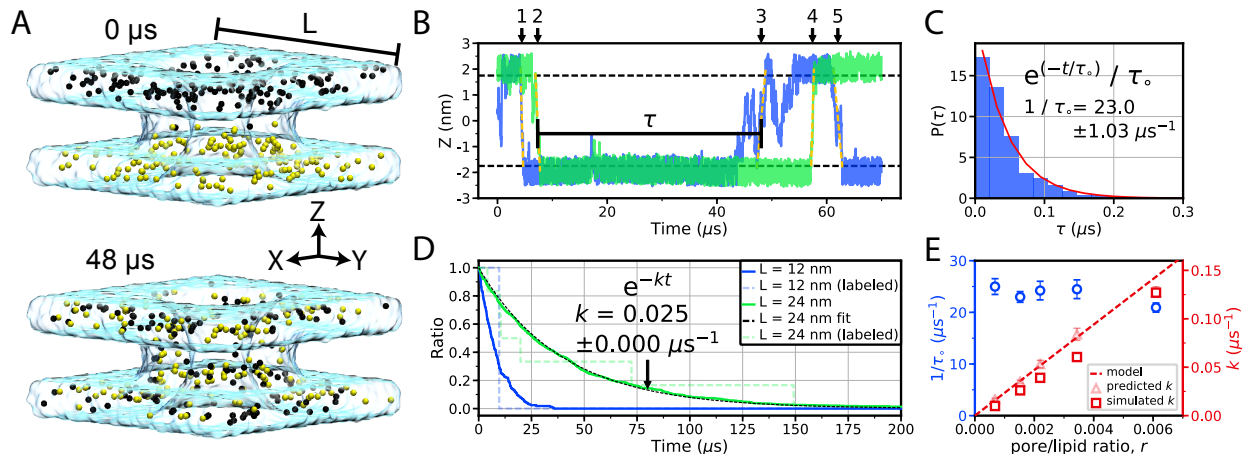 A
0 µs
L
48 µs
Z
X
Y
B
1 2 3 4 5
3
2
1
0
-1
-2
-3
Z (nm)
τ
0 20 40 60
Time (µs)
C
15
10
5
0
P(τ)
e(-t/τ∘) / τ∘
1 / τ∘= 23.0
±1.03 µs⁻¹
0.0 0.1 0.2 0.3
τ (µs)
D
1.0
0.8
0.6
0.4
0.2
0.0
Ratio
e⁻ᵏᵗ
k = 0.025
±0.000 µs⁻¹
L = 12 nm
L = 12 nm (labeled)
L = 24 nm
L = 24 nm fit
L = 24 nm (labeled)
0 25 50 75 100 125 150 175 200
Time (µs)
E
30
20
10
0
1/τ∘ (µs⁻¹)
0.15
0.10
0.05
0.00
k (µs⁻¹)
model
predicted k
simulated k
0.000 0.002 0.004 0.006
pore/lipid ratio, r